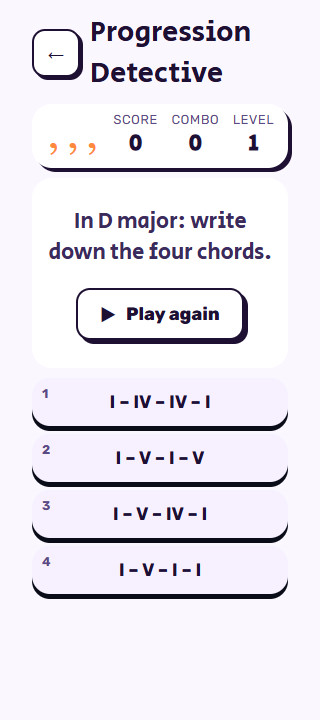 ←
Progression
Detective
, , ,
SCORE COMBO LEVEL
0 0 1
In D major: write
down the four chords.
▶ Play again
1 I – IV – IV – I
2 I – V – I – V
3 I – V – IV – I
4 I – V – I – I